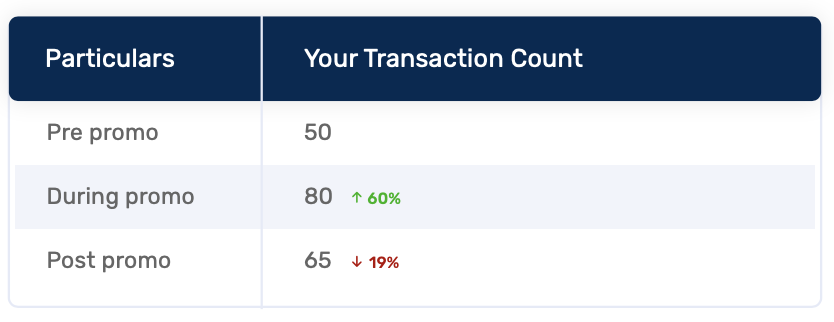 Particulars Your Transaction Count
Pre promo 50
During promo 80 ↑ 60%
Post promo 65 ↓ 19%